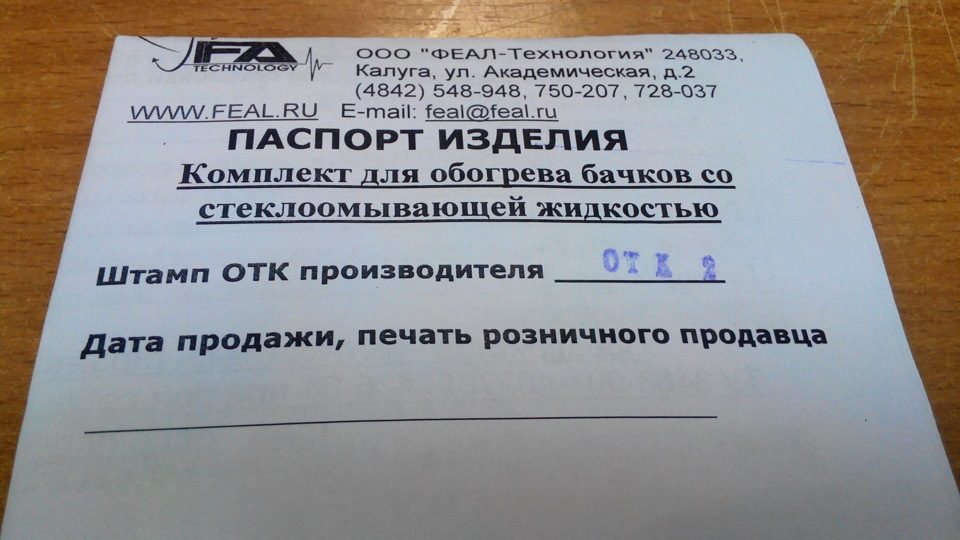 FA
TECHNOLOGY
ООО "ФЕАЛ-Технология" 248033,
Калуга, ул. Академическая, д.2
(4842) 548-948, 750-207, 728-037
WWW.FEAL.RU E-mail: feal@feal.ru
ПАСПОРТ ИЗДЕЛИЯ
Комплект для обогрева бачков со
стеклоомывающей жидкостью
Штамп ОТК производителя ОТК 2
Дата продажи, печать розничного продавца